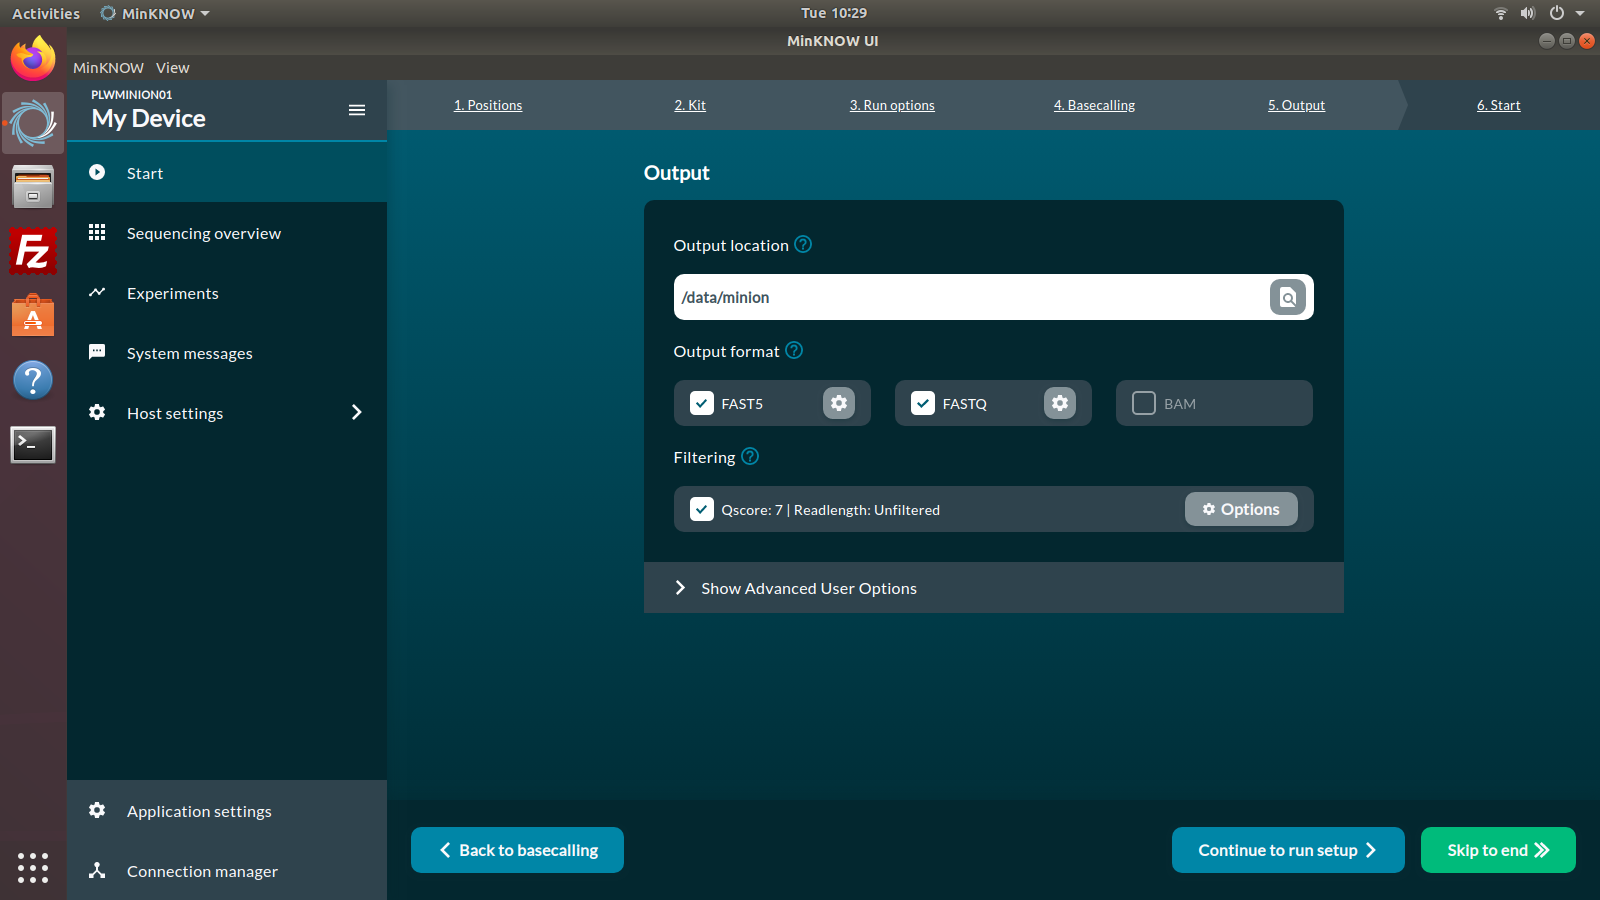 Activities
MinKNOW
Tue 10:29
MinKNOW UI
MinKNOW View
PLWMINION01
My Device
Start
Sequencing overview
Experiments
System messages
Host settings
Application settings
Connection manager
1. Positions
2. Kit
3. Run options
4. Basecalling
5. Output
6. Start
Output
Output location ?
/data/minion
Output format ?
FAST5
FASTQ
BAM
Filtering ?
Qscore: 7 | Readlength: Unfiltered
Options
Show Advanced User Options
Back to basecalling
Continue to run setup
Skip to end